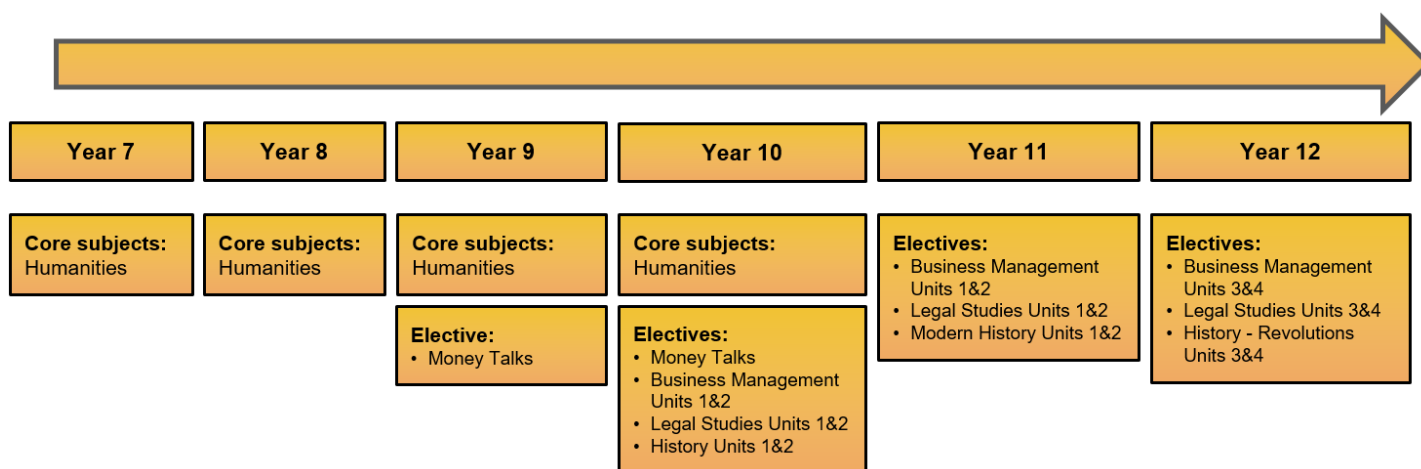 Year 7
Year 8
Year 9
Year 10
Year 11
Year 12
Core subjects:
Humanities
Core subjects:
Humanities
Core subjects:
Humanities
Elective:
• Money Talks
Core subjects:
Humanities
Electives:
• Money Talks
• Business Management
Units 1&2
• Legal Studies Units 1&2
• History Units 1&2
Electives:
• Business Management
Units 1&2
• Legal Studies Units 1&2
• Modern History Units 1&2
Electives:
• Business Management
Units 3&4
• Legal Studies Units 3&4
• History - Revolutions
Units 3&4